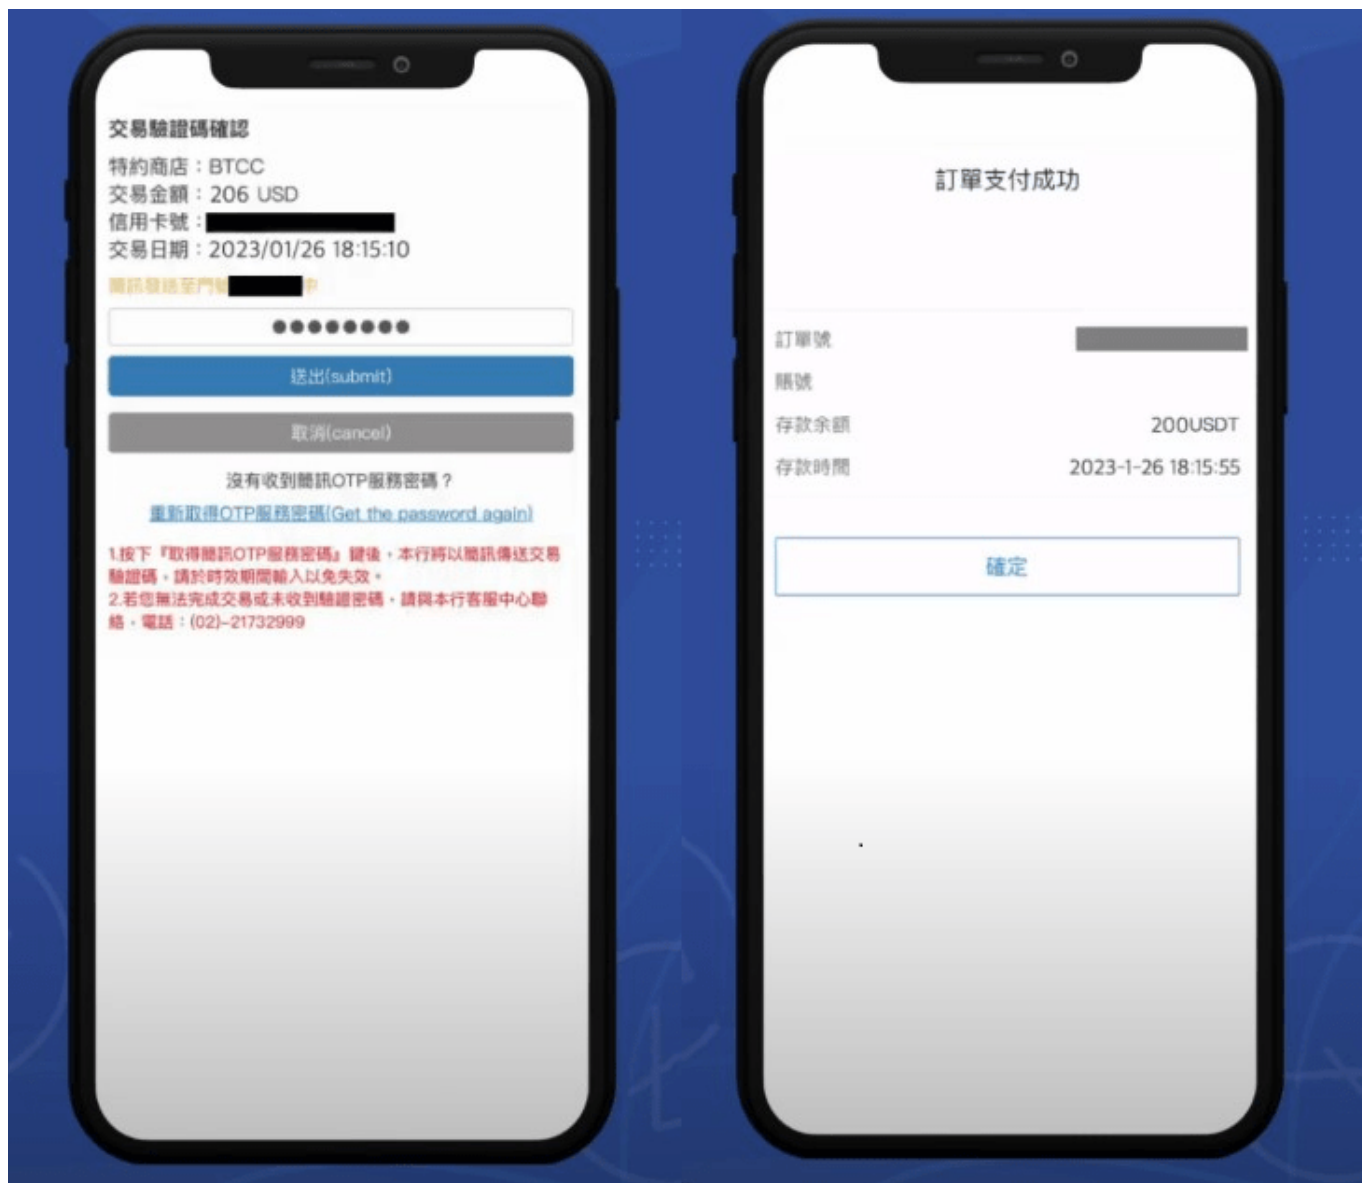 交易驗證碼確認
特約商店：BTCC
交易金額：206 USD
信用卡號：
交易日期：2023/01/26 18:15:10
簡訊發送至門號 中
●●●●●●●●
送出(submit)
取消(cancel)
沒有收到簡訊OTP服務密碼？
重新取得OTP服務密碼(Get the password again)
1.按下『取得簡訊OTP服務密碼』鍵後，本行將以簡訊傳送交易
驗證碼，請於時效期間輸入以免失效。
2.若您無法完成交易或未收到驗證密碼，請與本行客服中心聯
絡，電話：(02)-21732999
訂單支付成功
訂單號
賬號
存款余額 200USDT
存款時間 2023-1-26 18:15:55
確定